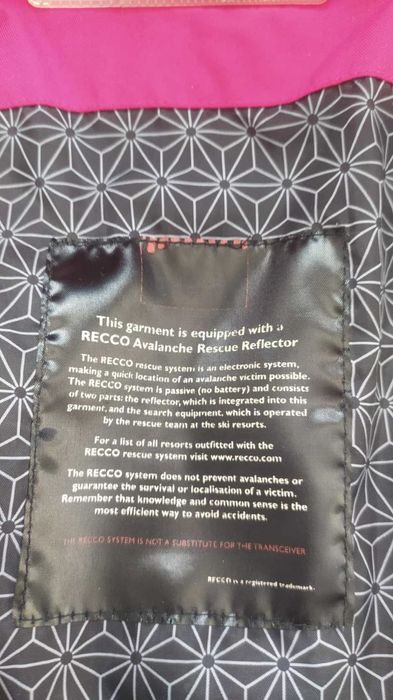 This garment is equipped with a
RECCO Avalanche Rescue Reflector
The RECCO rescue system is an electronic system,
making a quick location of an avalanche victim possible.
The RECCO system is passive (no battery) and consists
of two parts: the reflector, which is integrated into this
garment, and the search equipment, which is operated
by the rescue team at the ski resorts.
For a list of all resorts outfitted with the
RECCO rescue system visit www.recco.com
The RECCO system does not prevent avalanches or
guarantee the survival or localisation of a victim.
Remember that knowledge and common sense is the
most efficient way to avoid accidents.
THE RECCO SYSTEM IS NOT A SUBSTITUTE FOR THE TRANSCEIVER
RECCO is a registered trademark.